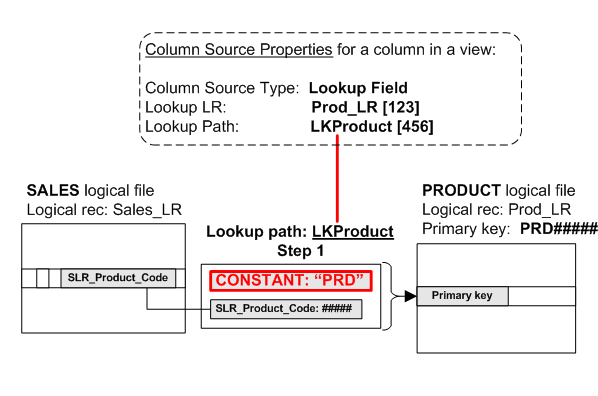 Column Source Properties for a column in a view:
Column Source Type: Lookup Field
Lookup LR: Prod_LR [123]
Lookup Path: LKProduct [456]
SALES logical file
Logical rec: Sales_LR
SLR_Product_Code
Lookup path: LKProduct
Step 1
CONSTANT: “PRD”
SLR_Product_Code: #####
PRODUCT logical file
Logical rec: Prod_LR
Primary key: PRD#####
Primary key